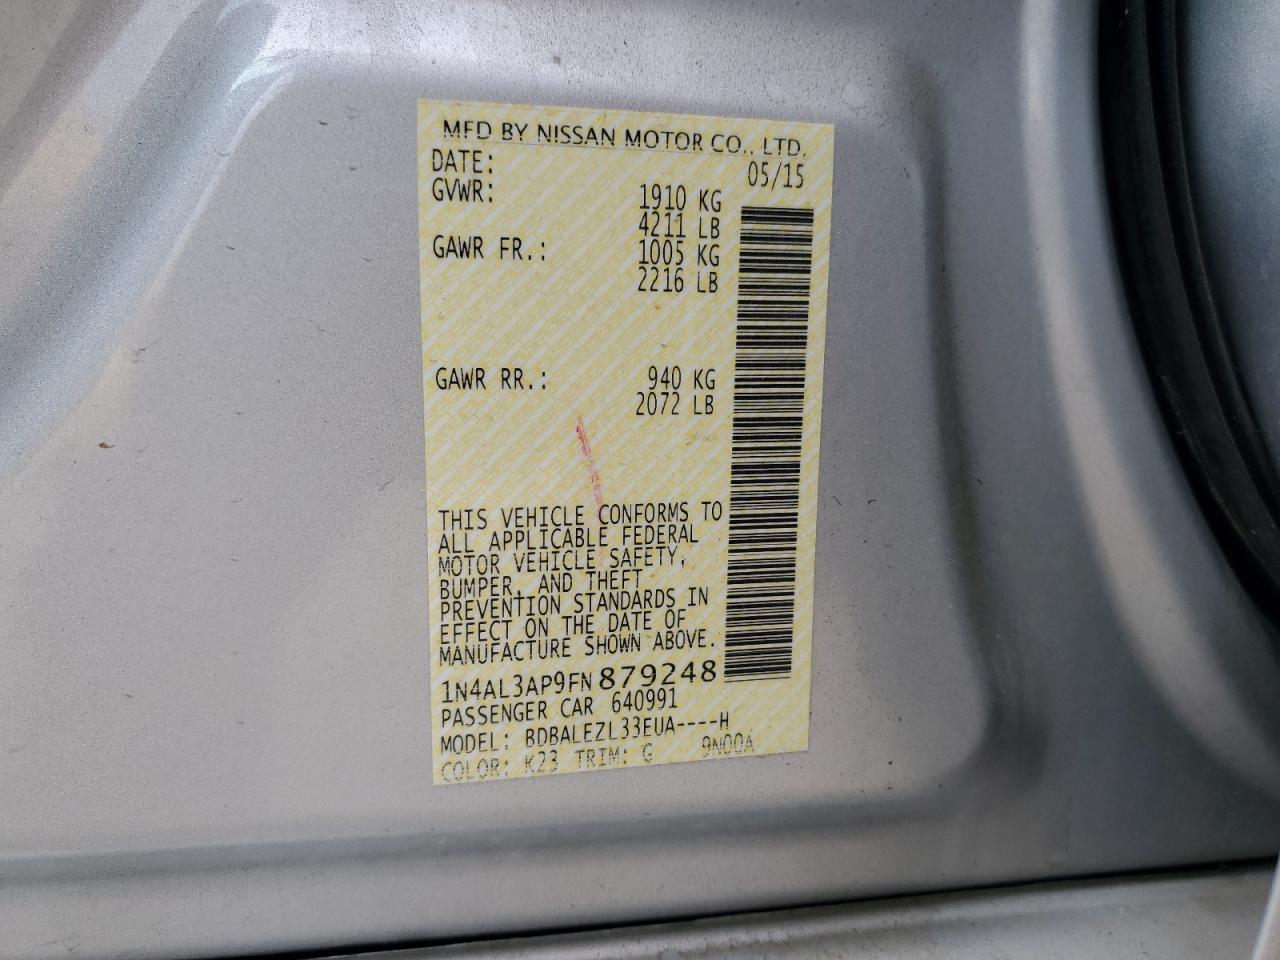 MFD BY NISSAN MOTOR CO., LTD.
DATE: 05/15
GVWR: 1910 KG
4211 LB
GAWR FR.: 1005 KG
2216 LB
GAWR RR.: 940 KG
2072 LB
THIS VEHICLE CONFORMS TO
ALL APPLICABLE FEDERAL
MOTOR VEHICLE SAFETY,
BUMPER, AND THEFT
PREVENTION STANDARDS IN
EFFECT ON THE DATE OF
MANUFACTURE SHOWN ABOVE.
1N4AL3AP9FN879248
PASSENGER CAR 640991
MODEL: BDBALEZL33EUA----H
COLOR: K23 TRIM: G 9N00A